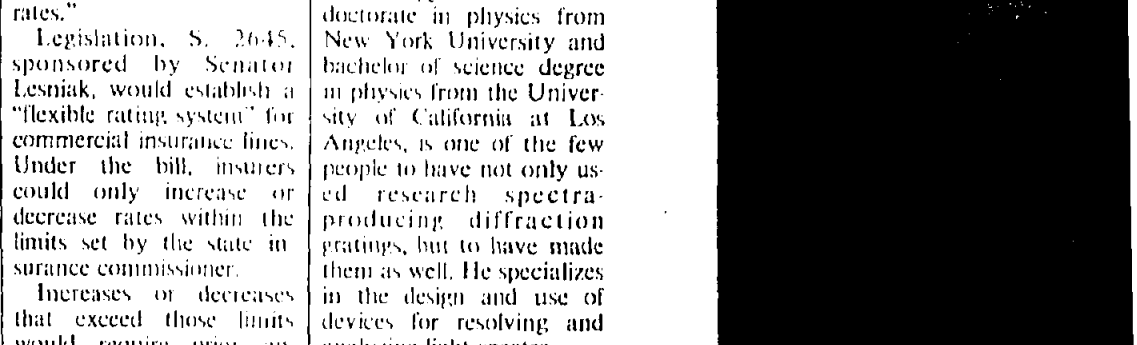 rates."
Legislation, S. 2645,
sponsored by Senator
Lesniak, would establish a
"flexible rating system" for
commercial insurance lines.
Under the bill, insurers
could only increase or
decrease rates within the
limits set by the state in-
surance commissioner.
Increases or decreases
that exceed those limits
would require prior
doctorate in physics from
New York University and
bachelor of science degree
in physics from the Univer-
sity of California at Los
Angeles, is one of the few
people to have not only us-
ed research spectra-
producing diffraction
gratings, but to have made
them as well. He specializes
in the design and use of
devices for resolving and